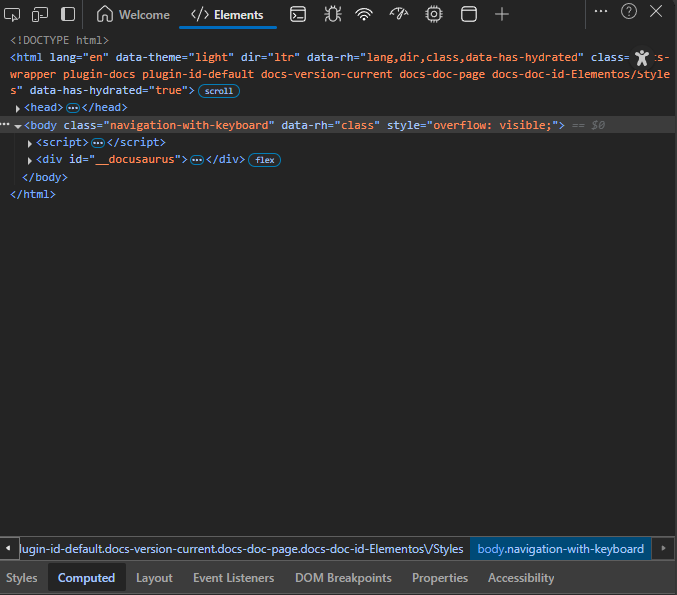 Welcome
Elements
<!DOCTYPE html>
<html lang="en" data-theme="light" dir="ltr" data-rh="lang,dir,class,data-has-hydrated" class= s-
wrapper plugin-docs plugin-id-default docs-version-current docs-doc-page docs-doc-id-Elementos/Style
s" data-has-hydrated="true"> scroll
<head> </head>
<body class="navigation-with-keyboard" data-rh="class" style="overflow: visible;"> == $0
<script> </script>
<div id="__docusaurus"> </div> flex
</body>
</html>
lugin-id-default.docs-version-current.docs-doc-page.docs-doc-id-Elementos\/Styles
body.navigation-with-keyboard
Styles
Computed
Layout
Event Listeners
DOM Breakpoints
Properties
Accessibility